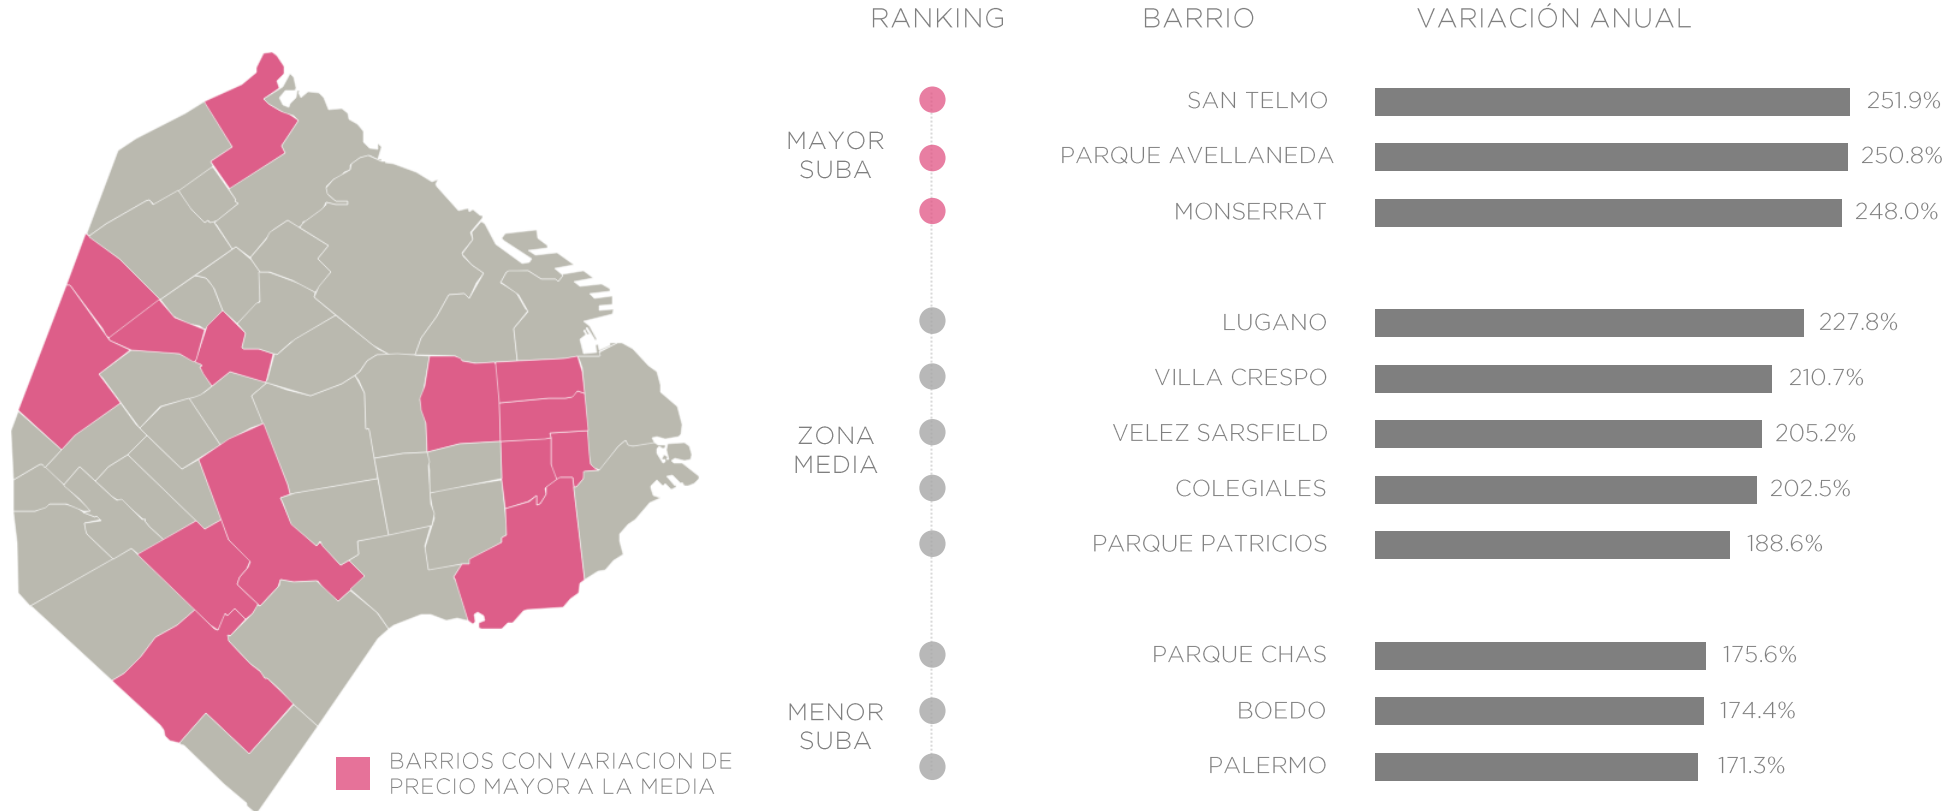 RANKING BARRIO VARIACIÓN ANUAL
MAYOR
SUBA
SAN TELMO 251.9%
PARQUE AVELLANEDA 250.8%
MONSERRAT 248.0%
ZONA
MEDIA
LUGANO 227.8%
VILLA CRESPO 210.7%
VELEZ SARSFIELD 205.2%
COLEGIALES 202.5%
PARQUE PATRICIOS 188.6%
MENOR
SUBA
PARQUE CHAS 175.6%
BOEDO 174.4%
PALERMO 171.3%
BARRIOS CON VARIACION DE
PRECIO MAYOR A LA MEDIA